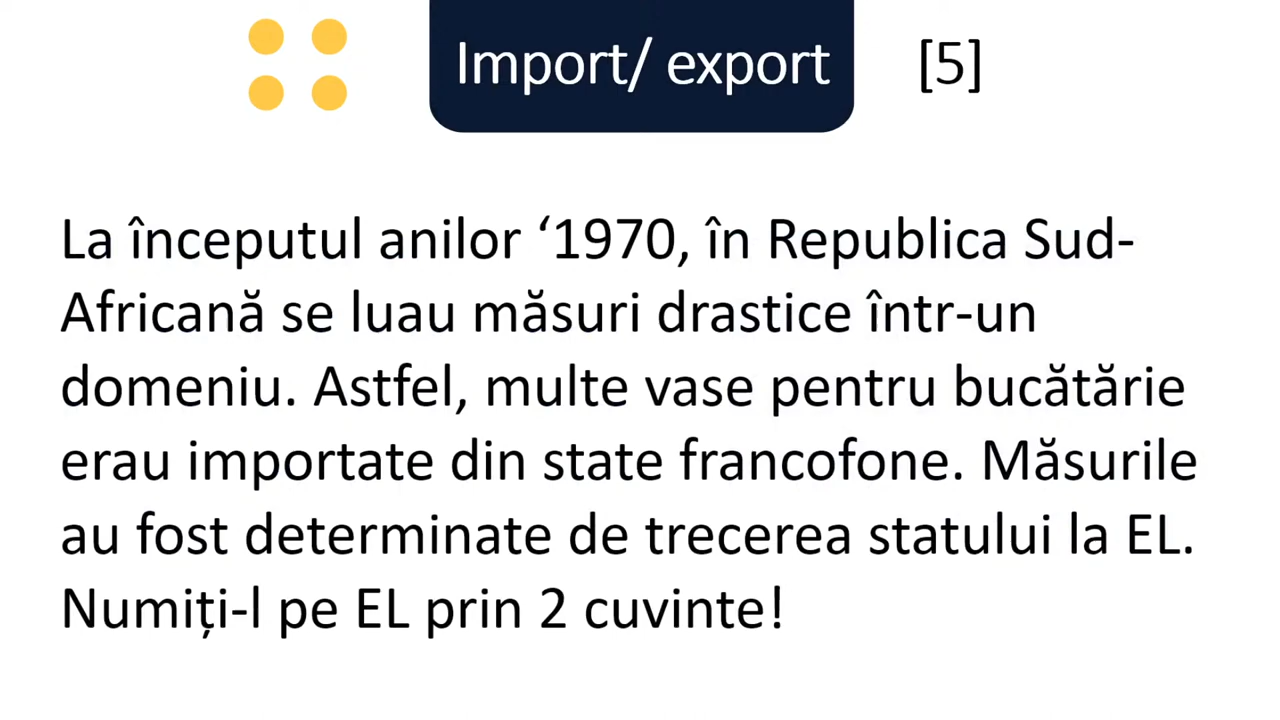 Import/ export
[5]
La începutul anilor ‘1970, în Republica Sud-
Africană se luau măsuri drastice într-un
domeniu. Astfel, multe vase pentru bucătărie
erau importate din state francofone. Măsurile
au fost determinate de trecerea statului la EL.
Numiți-l pe EL prin 2 cuvinte!